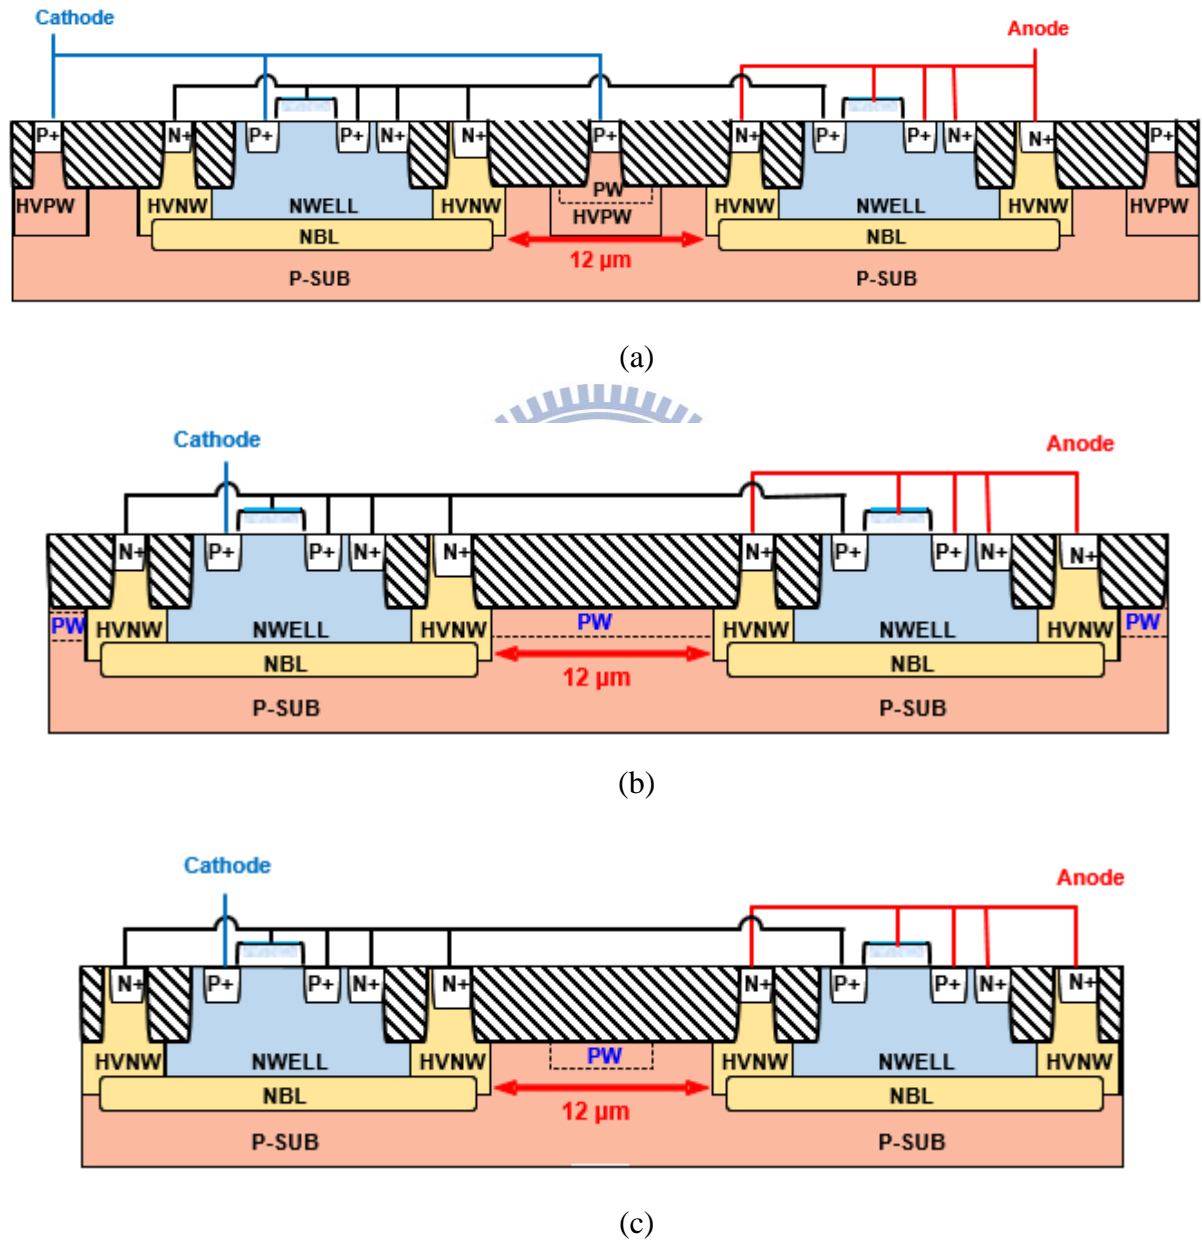 Cathode
Anode
P+ N+ P+ P+ N+ N+ P+ N+ P+ P+ N+ N+ P+
HVPW HVNW NWELL HVNW PW HVPW HVNW NWELL HVNW HVPW
NBL NBL
12 µm
P-SUB P-SUB
(a)
Cathode Anode
N+ P+ P+ N+ N+ N+ P+ P+ N+ N+
PW HVNW NWELL HVNW PW HVNW NWELL HVNW PW
NBL NBL
12 µm
P-SUB P-SUB
(b)
Cathode Anode
N+ P+ P+ N+ N+ N+ P+ P+ N+ N+
HVNW NWELL HVNW PW HVNW NWELL HVNW
NBL NBL
12 µm
P-SUB P-SUB
(c)